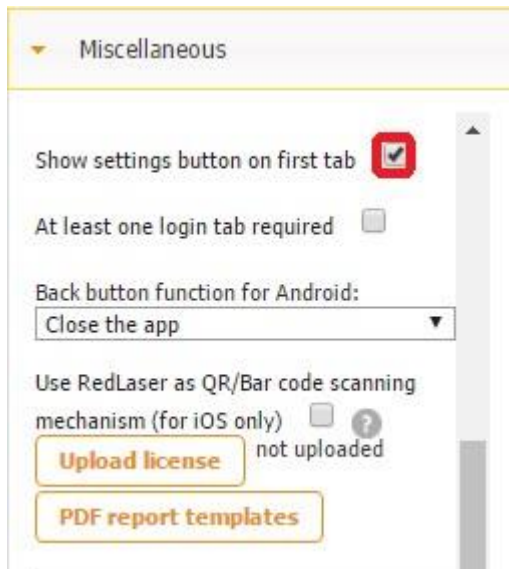 Miscellaneous
Show settings button on first tab
At least one login tab required
Back button function for Android:
Close the app
Use RedLaser as QR/Bar code scanning
mechanism (for iOS only) ?
Upload license not uploaded
PDF report templates